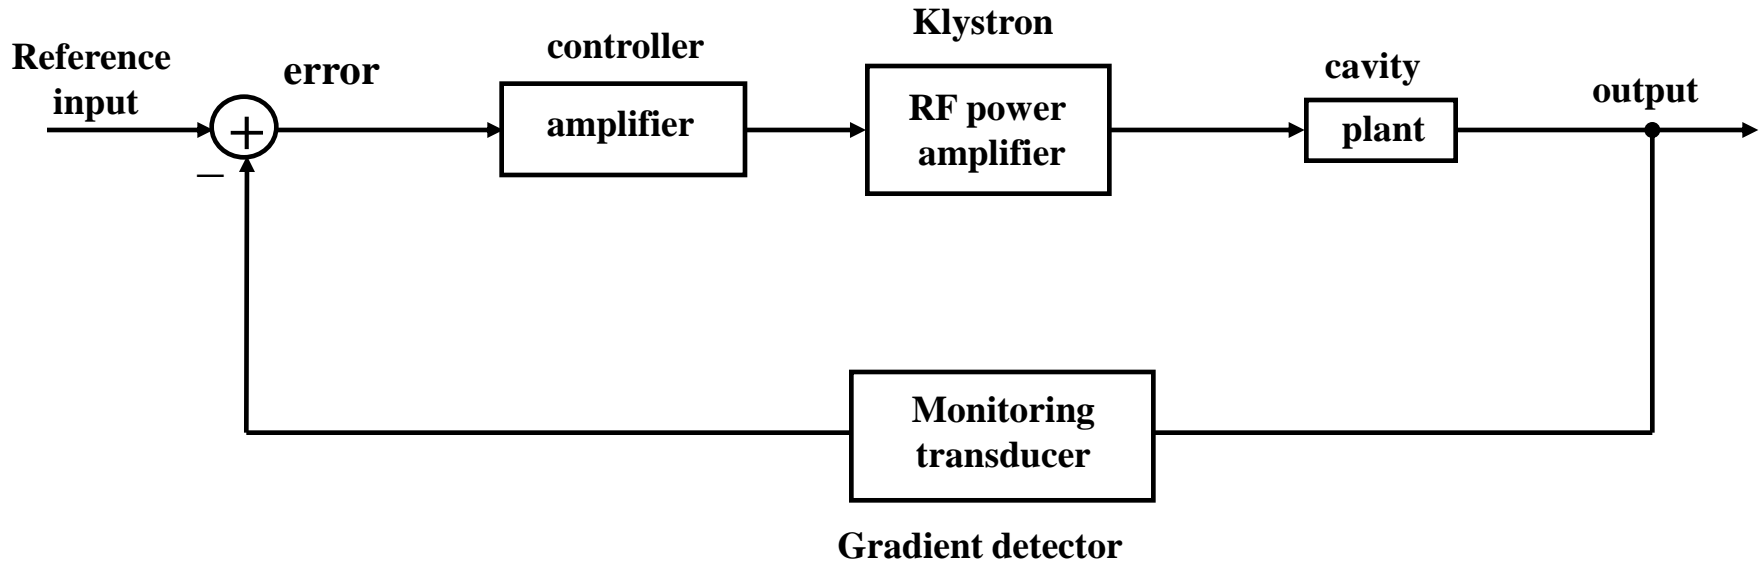 Klystron
controller
Reference
input
error
cavity
output
+
amplifier
RF power
amplifier
plant
−
Monitoring
transducer
Gradient detector